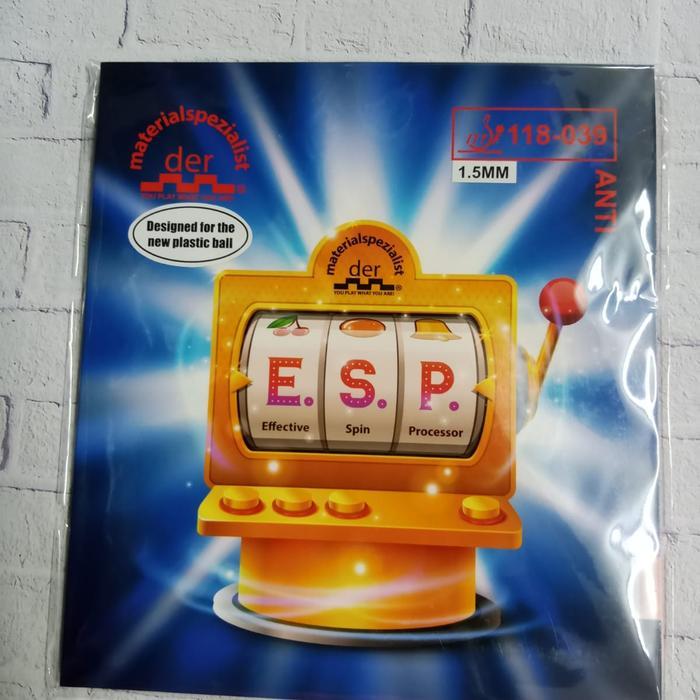 materialspezialist
der
®
YOU PLAY WHAT YOU ARE!
118-039
1.5MM
ANTI
Designed for the
new plastic ball
materialspezialist
der
®
YOU PLAY WHAT YOU ARE!
E. S. P.
Effective Spin Processor